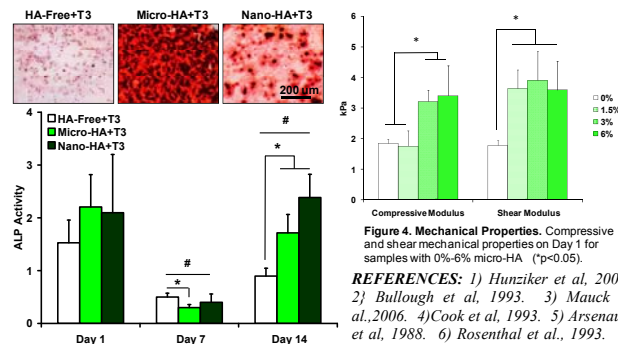 HA-Free+T3 Micro-HA+T3 Nano-HA+T3
200 um
HA-Free+T3
Micro-HA+T3
Nano-HA+T3
ALP Activity
4
3
2
1
0
#
*
#
*
Day 1 Day 7 Day 14
kPa
6
5
4
3
2
1
0
*
*
0%
1.5%
3%
6%
Compressive Modulus Shear Modulus
Figure 4. Mechanical Properties. Compressive
and shear mechanical properties on Day 1 for
samples with 0%-6% micro-HA (*p<0.05).
REFERENCES: 1) Hunziker et al, 200
2} Bullough et al, 1993. 3) Mauck
al.,2006. 4)Cook et al, 1993. 5) Arsenau
et al, 1988. 6) Rosenthal et al., 1993.